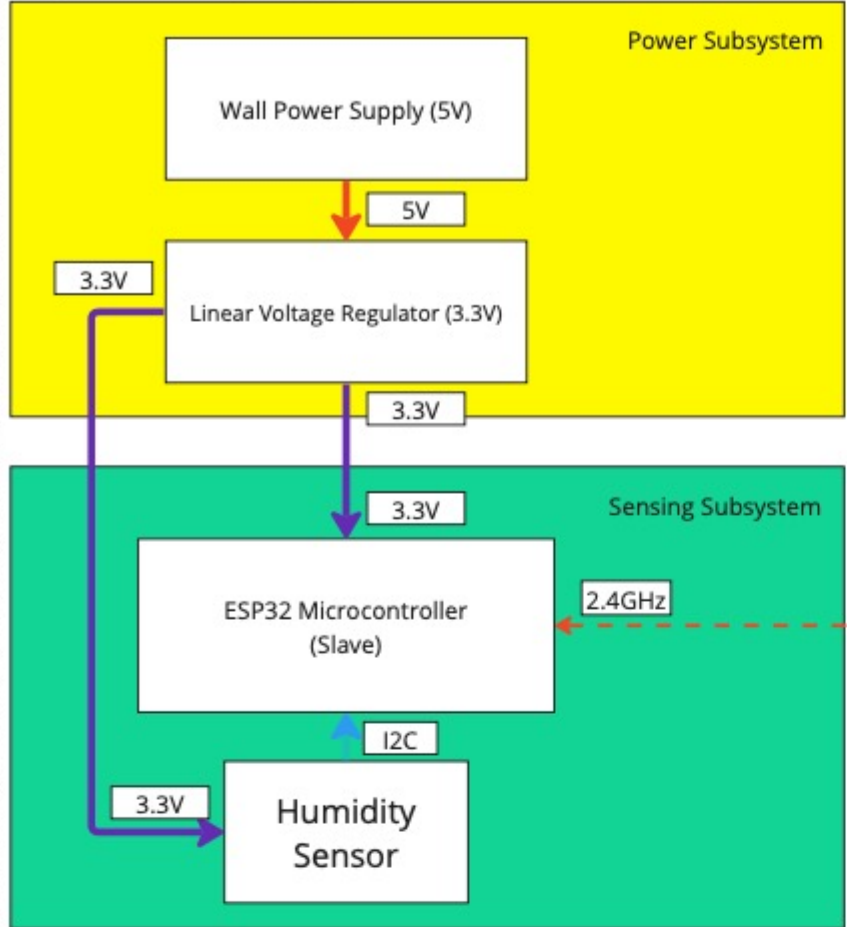 Power Subsystem
Wall Power Supply (5V)
5V
3.3V
Linear Voltage Regulator (3.3V)
3.3V
Sensing Subsystem
3.3V
2.4GHz
ESP32 Microcontroller
(Slave)
I2C
3.3V
Humidity
Sensor